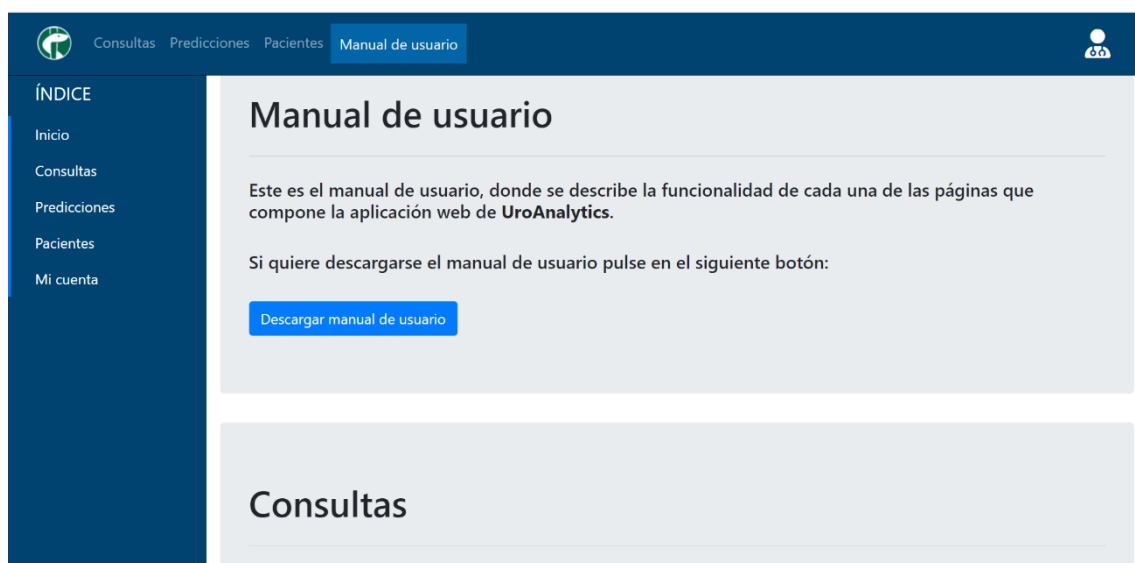 Consultas Predicciones Pacientes Manual de usuario
ÍNDICE
Inicio
Consultas
Predicciones
Pacientes
Mi cuenta
Manual de usuario
Este es el manual de usuario, donde se describe la funcionalidad de cada una de las páginas que
compone la aplicación web de UroAnalytics.
Si quiere descargarse el manual de usuario pulse en el siguiente botón:
Descargar manual de usuario
Consultas